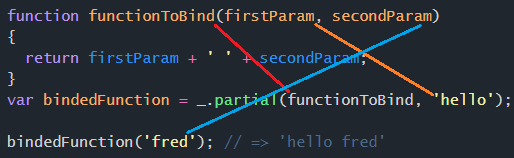 function functionToBind(firstParam, secondParam)
{
  return firstParam + ' ' + secondParam;
}
var bindedFunction = _.partial(functionToBind, 'hello');
bindedFunction('fred'); // => 'hello fred'